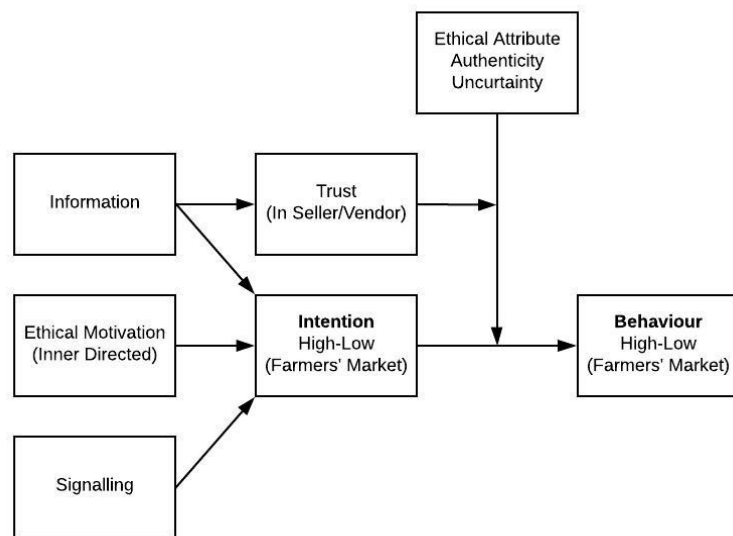 Ethical Attribute
Authenticity
Uncurtainty
Information
Trust
(In Seller/Vendor)
Ethical Motivation
(Inner Directed)
Intention
High-Low
(Farmers' Market)
Behaviour
High-Low
(Farmers' Market)
Signalling